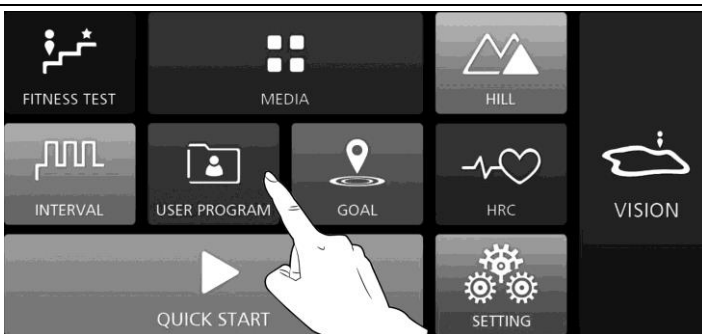 FITNESS TEST
MEDIA
HILL
INTERVAL
USER PROGRAM
GOAL
HRC
VISION
QUICK START
SETTING